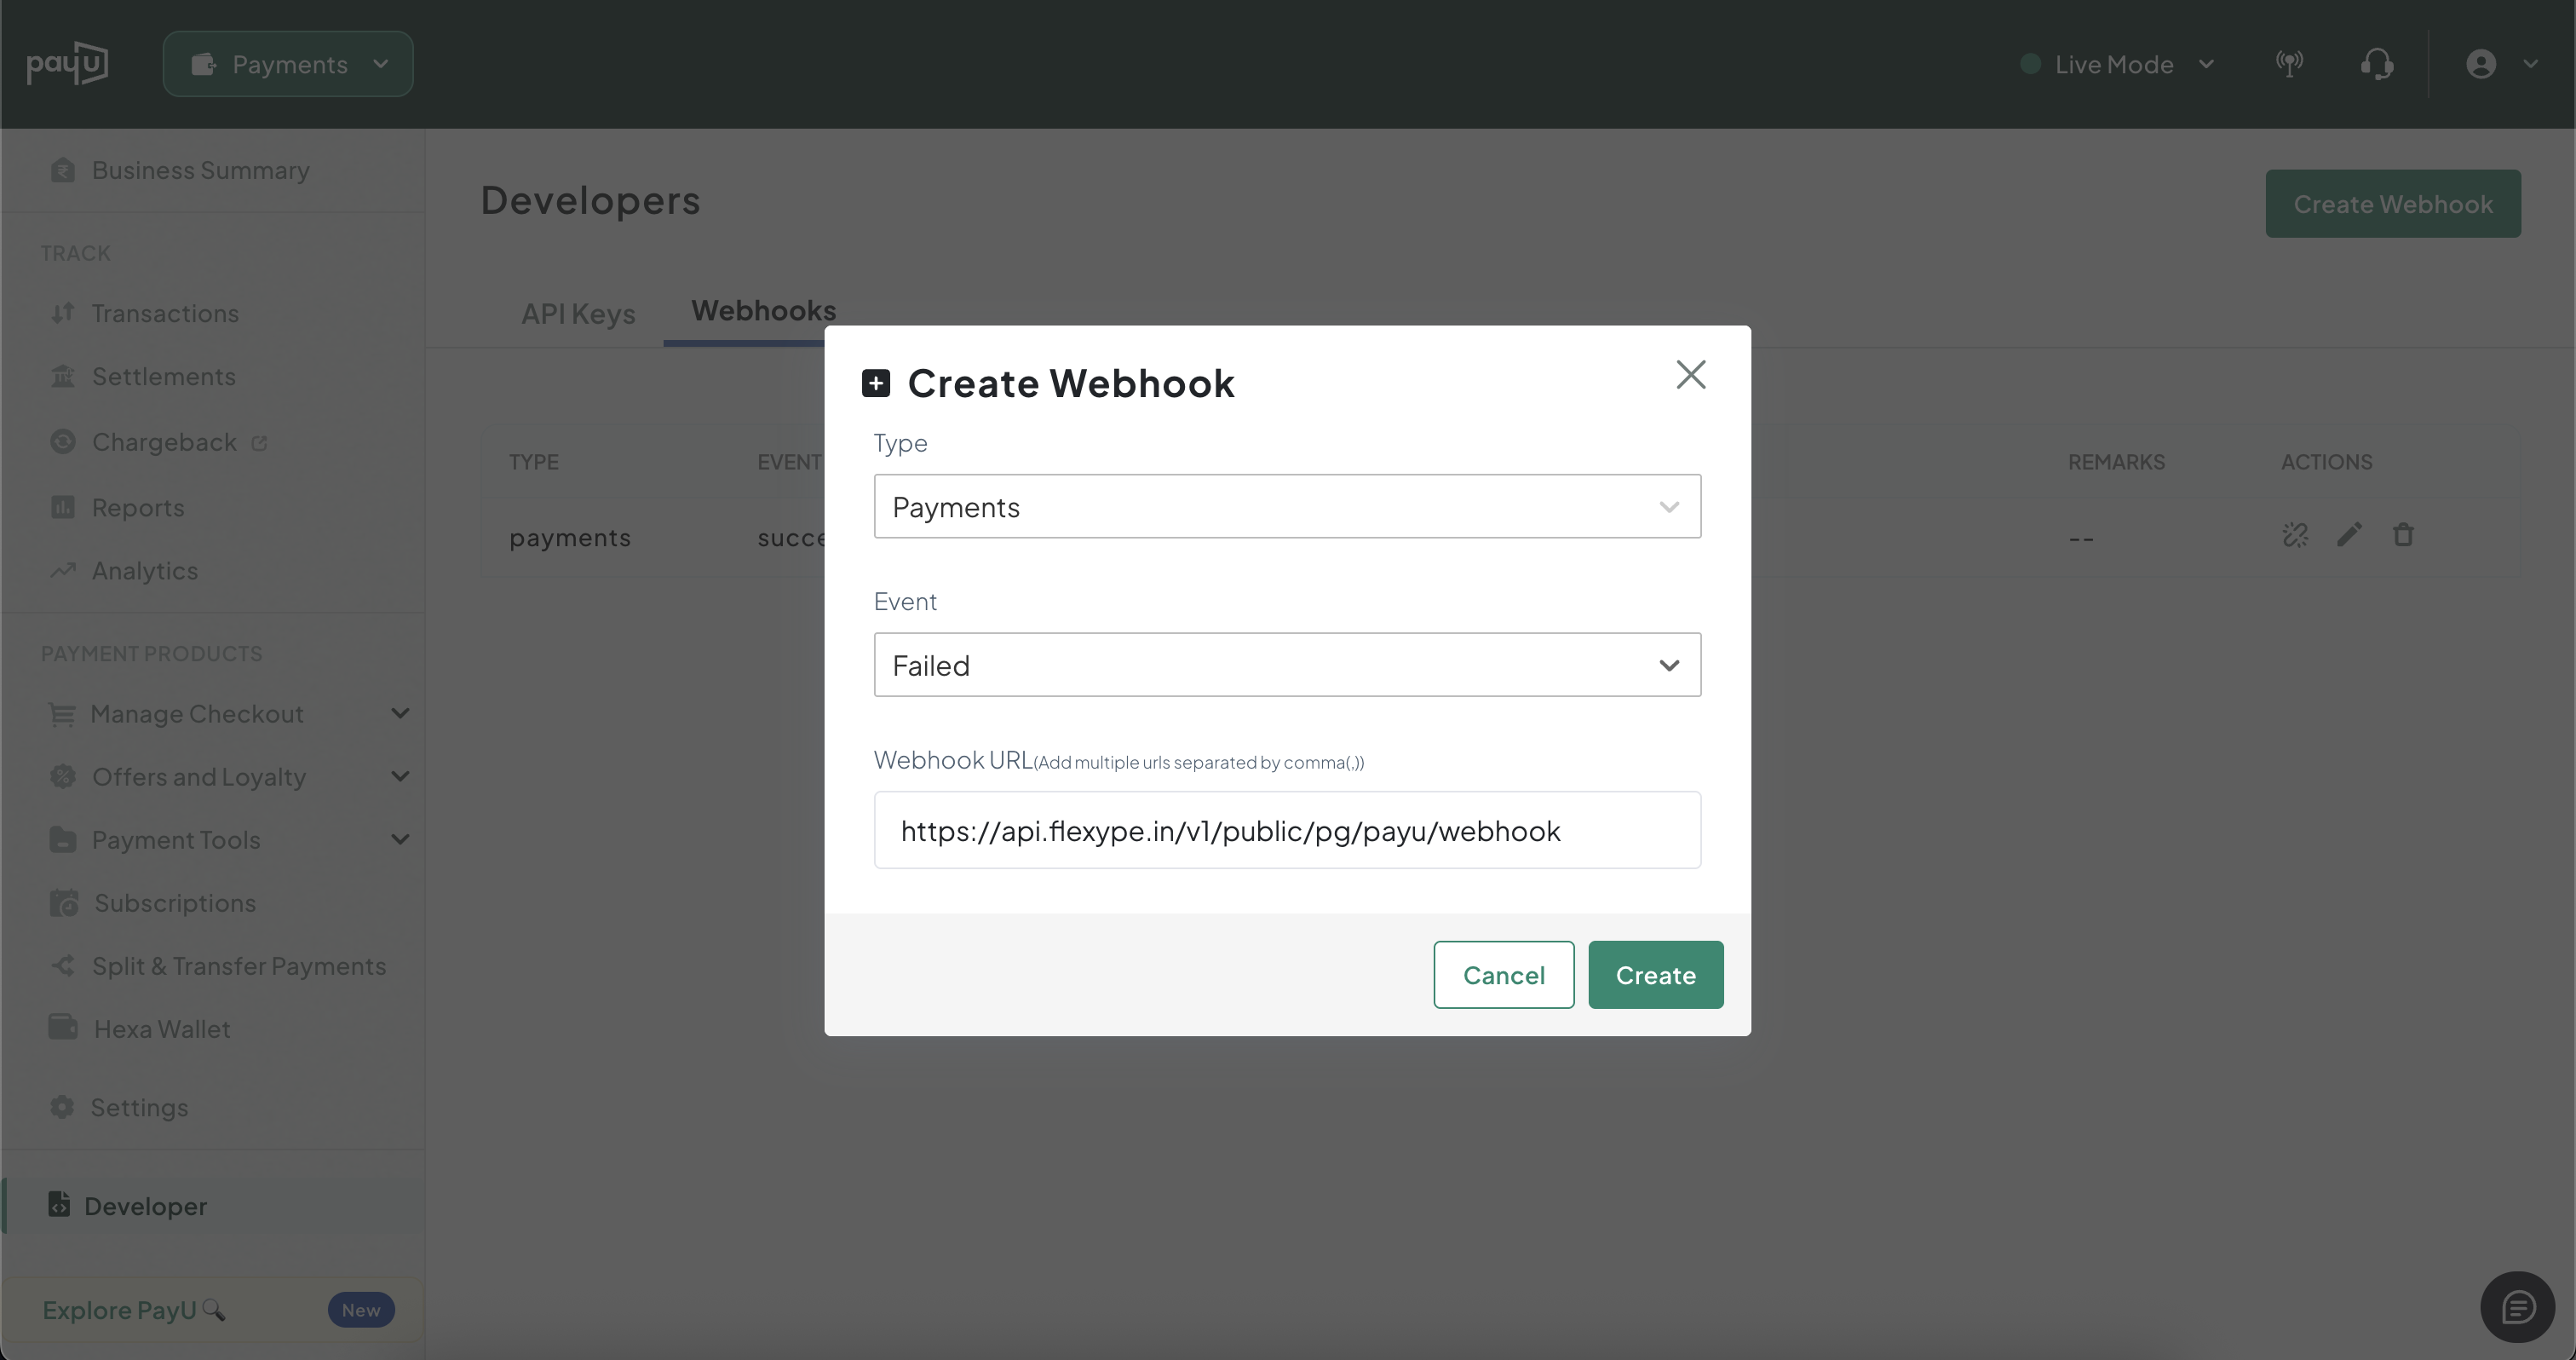 payu
Payments
Live Mode
Business Summary
TRACK
Transactions
Settlements
Chargeback
Reports
Analytics
PAYMENT PRODUCTS
Manage Checkout
Offers and Loyalty
Payment Tools
Subscriptions
Split & Transfer Payments
Hexa Wallet
Settings
Developer
Explore PayU
New
Developers
Create Webhook
API Keys
Webhooks
TYPE
EVENT
REMARKS
ACTIONS
payments
succe
--
Create Webhook
Type
Payments
Event
Failed
Webhook URL(Add multiple urls separated by comma(,))
https://api.flexype.in/v1/public/pg/payu/webhook
Cancel
Create